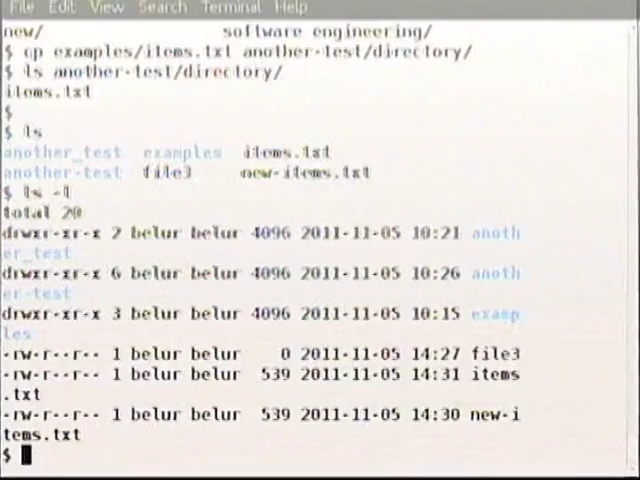 File Edit View Search Terminal Help
new/ software engineering/
$ cp examples/items.txt another-test/directory/
$ ls another-test/directory/
items.txt
$
$ ls
another_test examples items.txt
another-test file3 new-items.txt
$ ls -l
total 20
drwxr-xr-x 2 belur belur 4096 2011-11-05 10:21 anoth
er_test
drwxr-xr-x 6 belur belur 4096 2011-11-05 10:26 anoth
er-test
drwxr-xr-x 3 belur belur 4096 2011-11-05 10:15 examp
les
-rw-r--r-- 1 belur belur 0 2011-11-05 14:27 file3
-rw-r--r-- 1 belur belur 539 2011-11-05 14:31 items
.txt
-rw-r--r-- 1 belur belur 539 2011-11-05 14:30 new-i
tems.txt
$